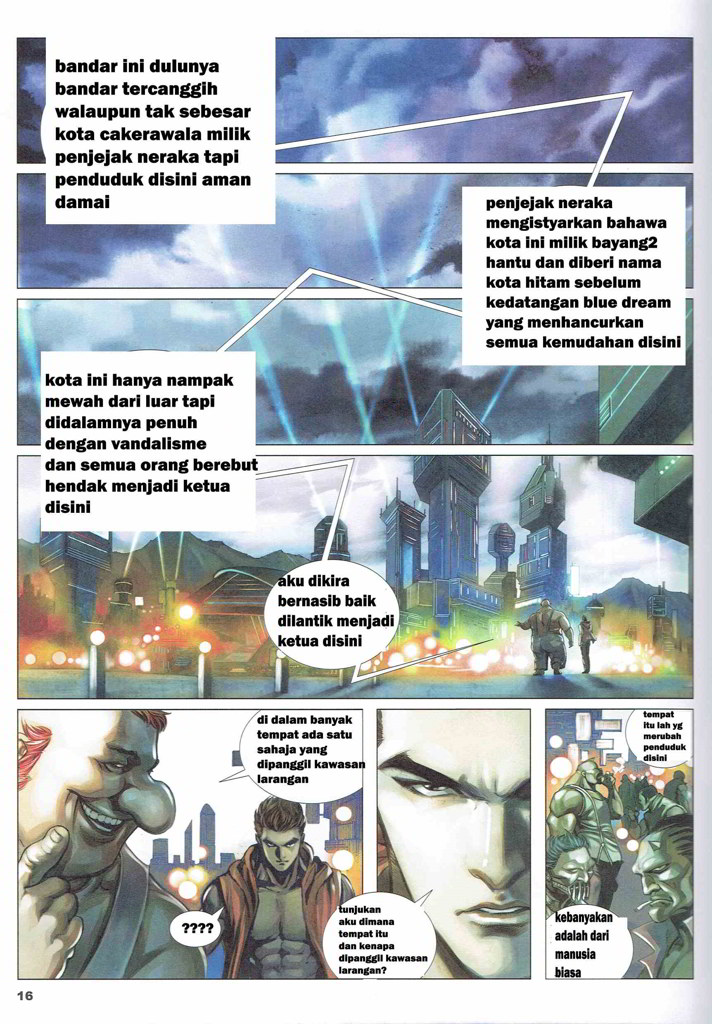 bandar ini dulunya
bandar tercanggih
walaupun tak sebesar
kota cakerawala milik
penjejak neraka tapi
penduduk disini aman
damai
penjejak neraka
mengistyarkan bahawa
kota ini milik bayang2
hantu dan diberi nama
kota hitam sebelum
kedatangan blue dream
yang menhancurkan
semua kemudahan disini
kota ini hanya nampak
mewah dari luar tapi
didalamnya penuh
dengan vandalisme
dan semua orang berebut
hendak menjadi ketua
disini
aku dikira
bernasib baik
dilantik menjadi
ketua disini
di dalam banyak
tempat ada satu
sahaja yang
dipanggil kawasan
larangan
????
tunjukan
aku dimana
tempat itu
dan kenapa
dipanggil kawasan
larangan?
tempat
itu lah yg
merubah
penduduk
disini
kebanyakan
adalah dari
manusia
biasa
16